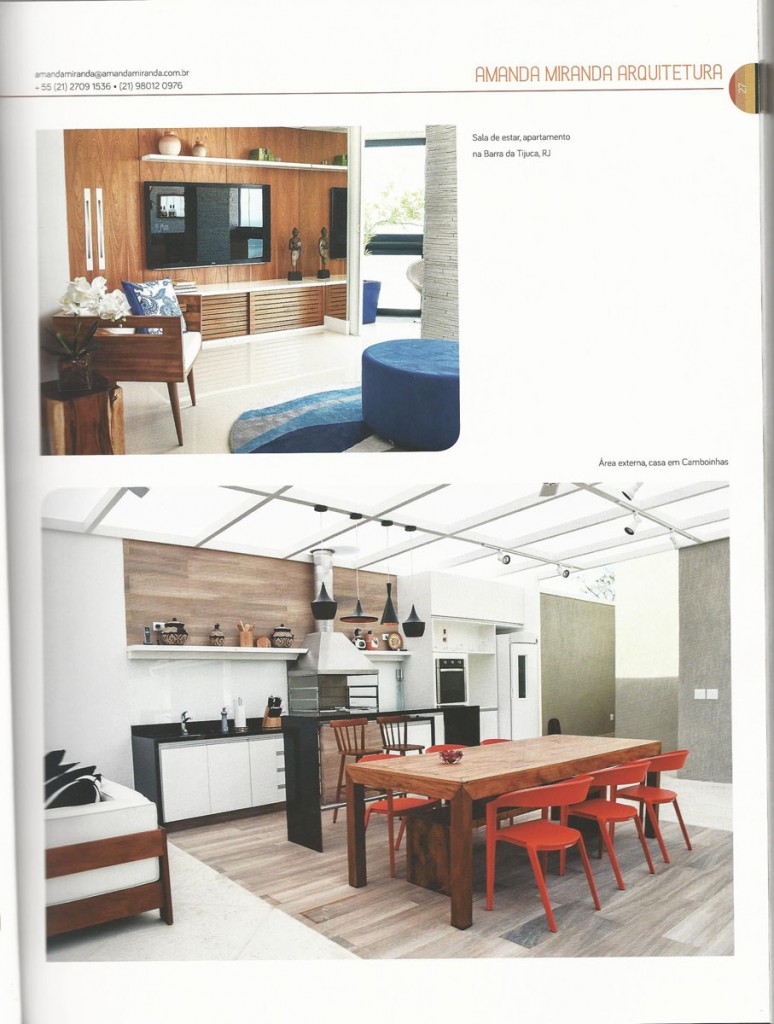 amandamiranda@amandamiranda.com.br
+ 55 (21) 2709 1536 • (21) 98012 0976
AMANDA MIRANDA ARQUITETURA
27
Sala de estar, apartamento
na Barra da Tijuca, RJ
Área externa, casa em Camboinhas